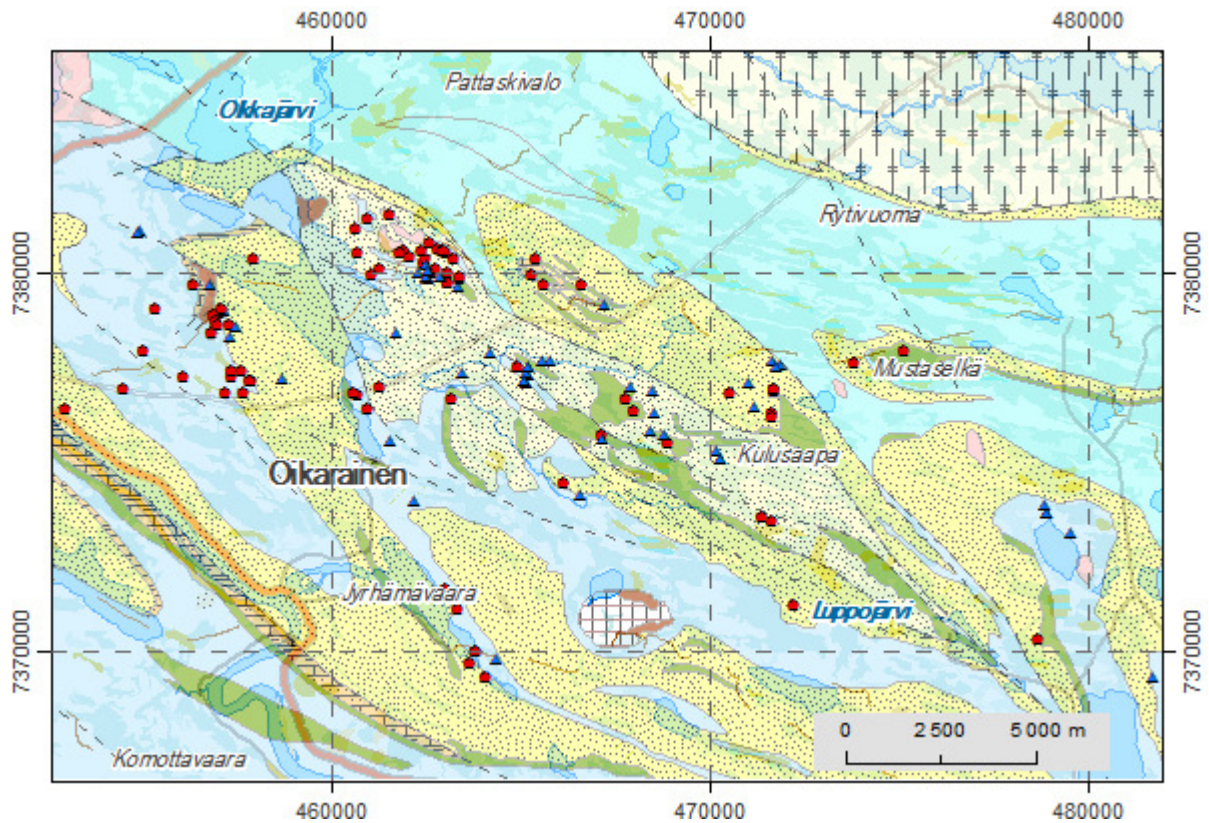 460000 470000 480000
Pattaskivalo
Okkajärvi
Rytivuoma
7380000 7380000
Mustaselkä
Kulusaapa
Oikarainen
Jyrhämävaara
Luppojärvi
7370000 7370000
Komottavaara
0 2 500 5 000 m
460000 470000 480000